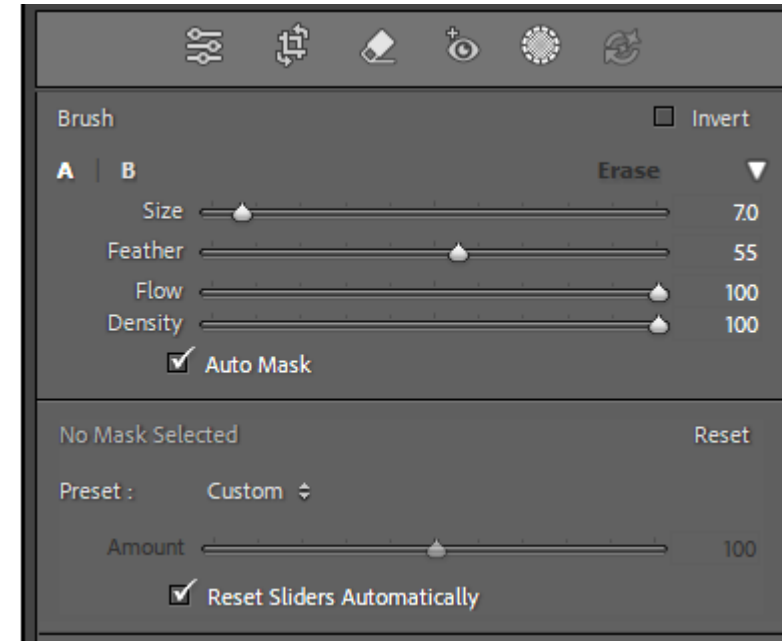 Brush Invert
A | B Erase
Size 7.0
Feather 55
Flow 100
Density 100
Auto Mask
No Mask Selected Reset
Preset : Custom
Amount 100
Reset Sliders Automatically